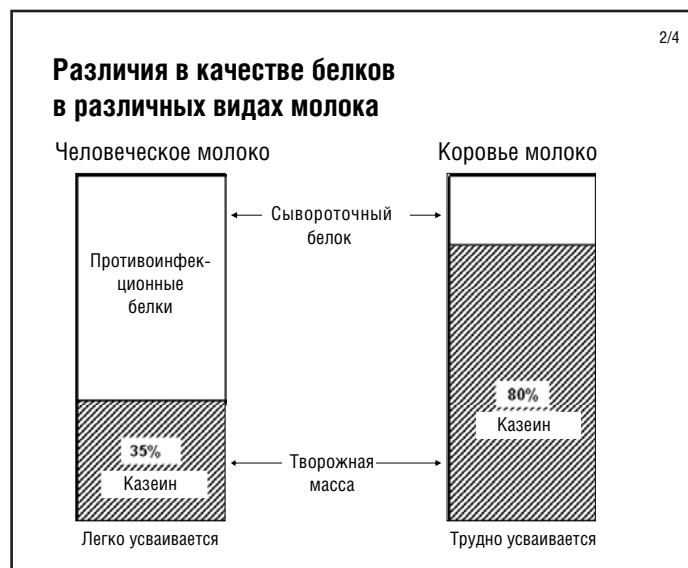 2/4
Различия в качестве белков
в различных видах молока
Человеческое молоко
Коровье молоко
Сывороточный
белок
Противоинфек-
ционные
белки
80%
Казеин
35%
Казеин
Творожная
масса
Легко усваивается
Трудно усваивается